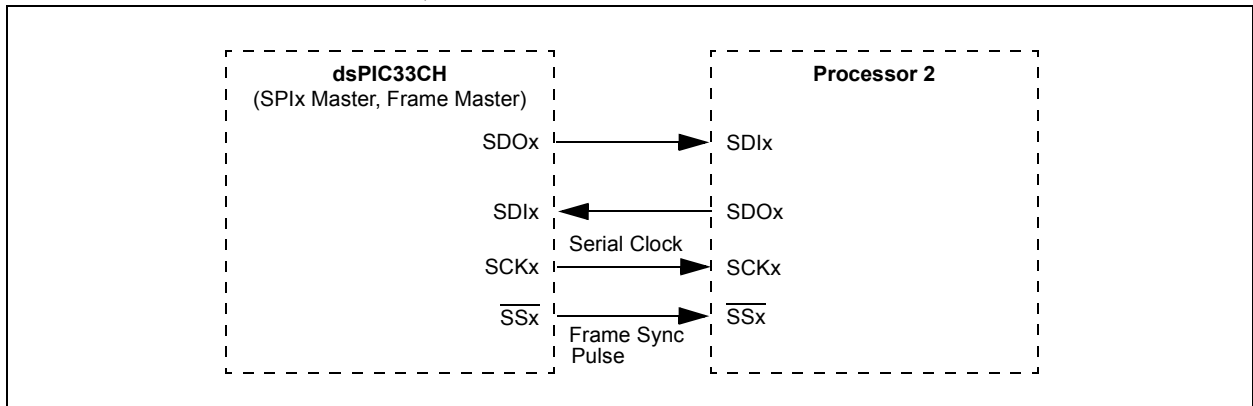 dsPIC33CH
(SPIx Master, Frame Master)
Processor 2
SDOx
SDIx
SDIx
SDOx
Serial Clock
SCKx
SCKx
SSx
SSx
Frame Sync
Pulse